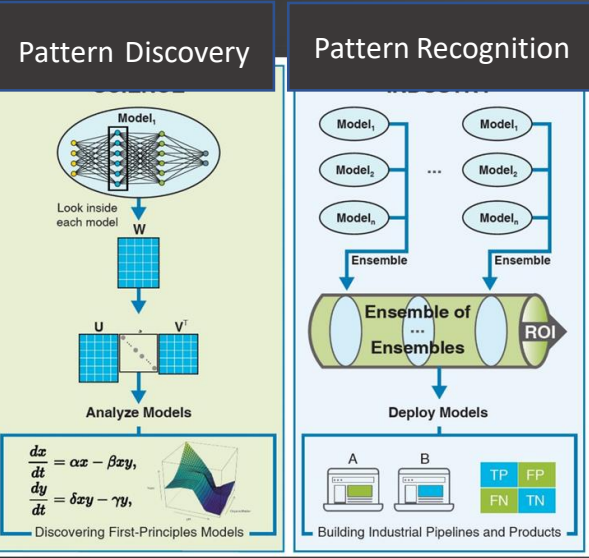 Pattern Discovery
Pattern Recognition
Model₁
Look inside
each model
W
U
Vᵀ
Analyze Models
dx/dt = αx − βxy,
dy/dt = δxy − γy,
Discovering First-Principles Models
Model₁
Model₁
Model₂
...
Model₂
Modelₙ
Modelₙ
Ensemble
Ensemble
Ensemble of
...
Ensembles
ROI
Deploy Models
A
B
TP FP
FN TN
Building Industrial Pipelines and Products